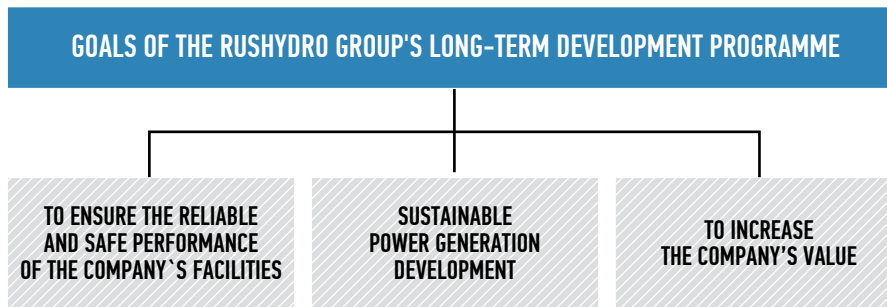 GOALS OF THE RUSHYDRO GROUP'S LONG-TERM DEVELOPMENT PROGRAMME
TO ENSURE THE RELIABLE
AND SAFE PERFORMANCE
OF THE COMPANY`S FACILITIES
SUSTAINABLE
POWER GENERATION
DEVELOPMENT
TO INCREASE
THE COMPANY’S VALUE